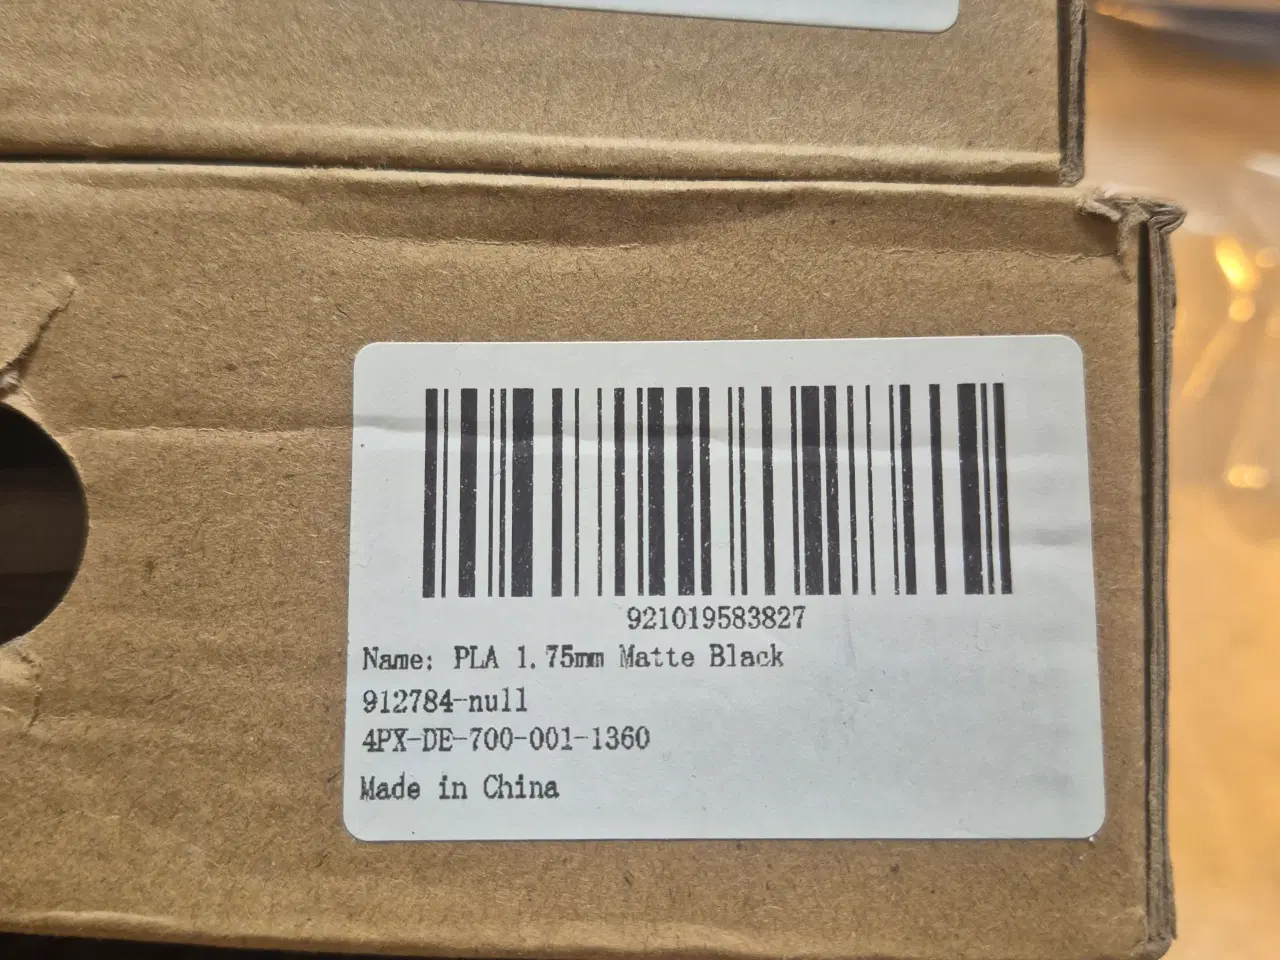 921019583827
Name: PLA 1.75mm Matte Black
912784-null
4PX-DE-700-001-1360
Made in China